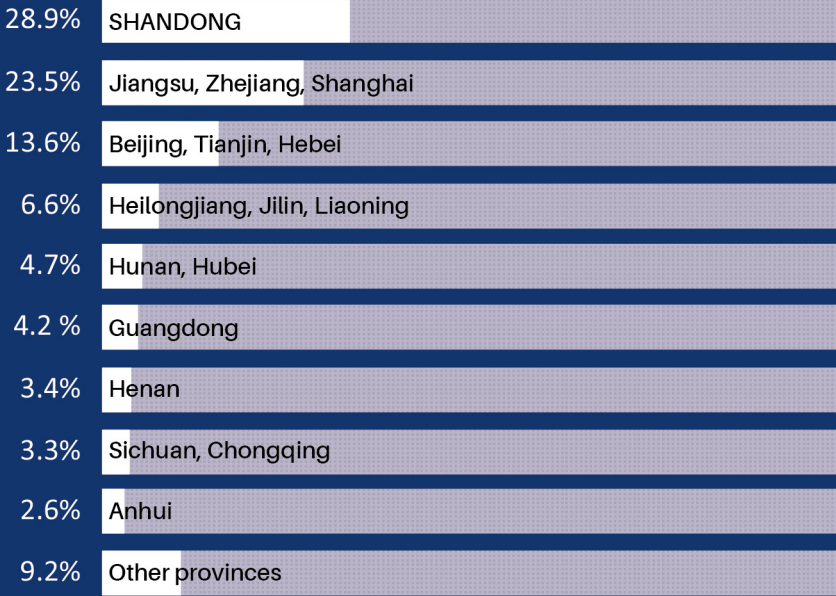 28.9% SHANDONG
23.5% Jiangsu, Zhejiang, Shanghai
13.6% Beijing, Tianjin, Hebei
6.6% Heilongjiang, Jilin, Liaoning
4.7% Hunan, Hubei
4.2 % Guangdong
3.4% Henan
3.3% Sichuan, Chongqing
2.6% Anhui
9.2% Other provinces